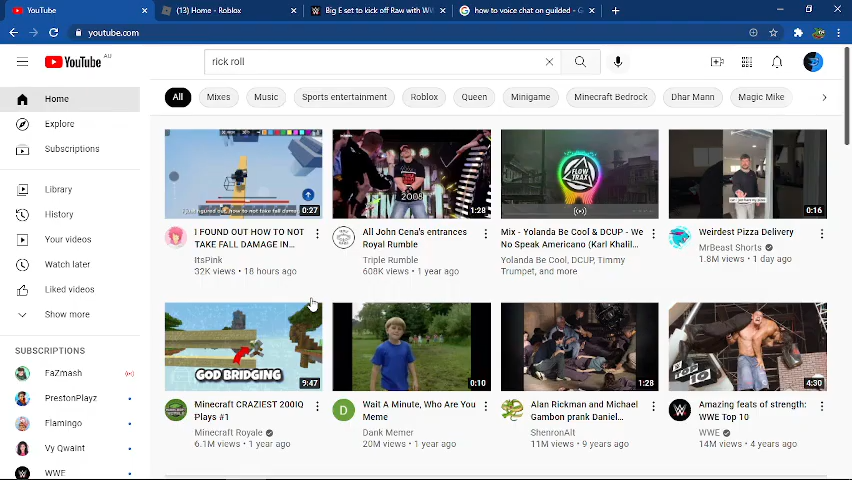 YouTube
(13) Home - Roblox
Big E set to kick off Raw with WW
how to voice chat on guilded - G
youtube.com
YouTube AU
rick roll
All
Mixes
Music
Sports entertainment
Roblox
Queen
Minigame
Minecraft Bedrock
Dhar Mann
Magic Mike
Home
Explore
Subscriptions
Library
History
Your videos
Watch later
Liked videos
Show more
SUBSCRIPTIONS
FaZmash
PrestonPlayz
Flamingo
Vy Qwaint
WWE
0:27
I FOUND OUT HOW TO NOT
TAKE FALL DAMAGE IN...
ItsPink
32K views • 18 hours ago
2008
1:28
All John Cena's entrances
Royal Rumble
Triple Rumble
608K views • 1 year ago
FLOW
TRAX
Mix - Yolanda Be Cool & DCUP - We
No Speak Americano (Karl Khalil...
Yolanda Be Cool, DCUP, Timmy
Trumpet, and more
0:16
Weirdest Pizza Delivery
MrBeast Shorts
1.8M views • 1 day ago
GOD BRIDGING
9:47
Minecraft CRAZIEST 200IQ
Plays #1
Minecraft Royale
6.1M views • 1 year ago
0:10
D
Wait A Minute, Who Are You
Meme
Dank Memer
20M views • 1 year ago
1:28
Alan Rickman and Michael
Gambon prank Daniel...
ShenronAlt
11M views • 9 years ago
TOP 10
4:30
Amazing feats of strength:
WWE Top 10
WWE
14M views • 4 years ago